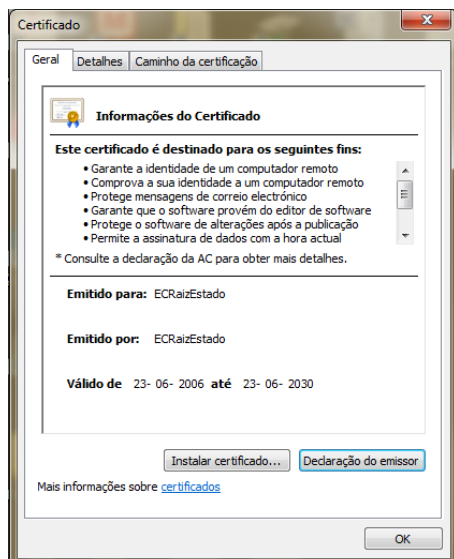 Certificado
Geral Detalhes Caminho da certificação
Informações do Certificado
Este certificado é destinado para os seguintes fins:
• Garante a identidade de um computador remoto
• Comprova a sua identidade a um computador remoto
• Protege mensagens de correio electrónico
• Garante que o software provém do editor de software
• Protege o software de alterações após a publicação
• Permite a assinatura de dados com a hora actual
* Consulte a declaração da AC para obter mais detalhes.
Emitido para: ECRaizEstado
Emitido por: ECRaizEstado
Válido de 23- 06- 2006 até 23- 06- 2030
Instalar certificado... Declaração do emissor
Mais informações sobre certificados
OK